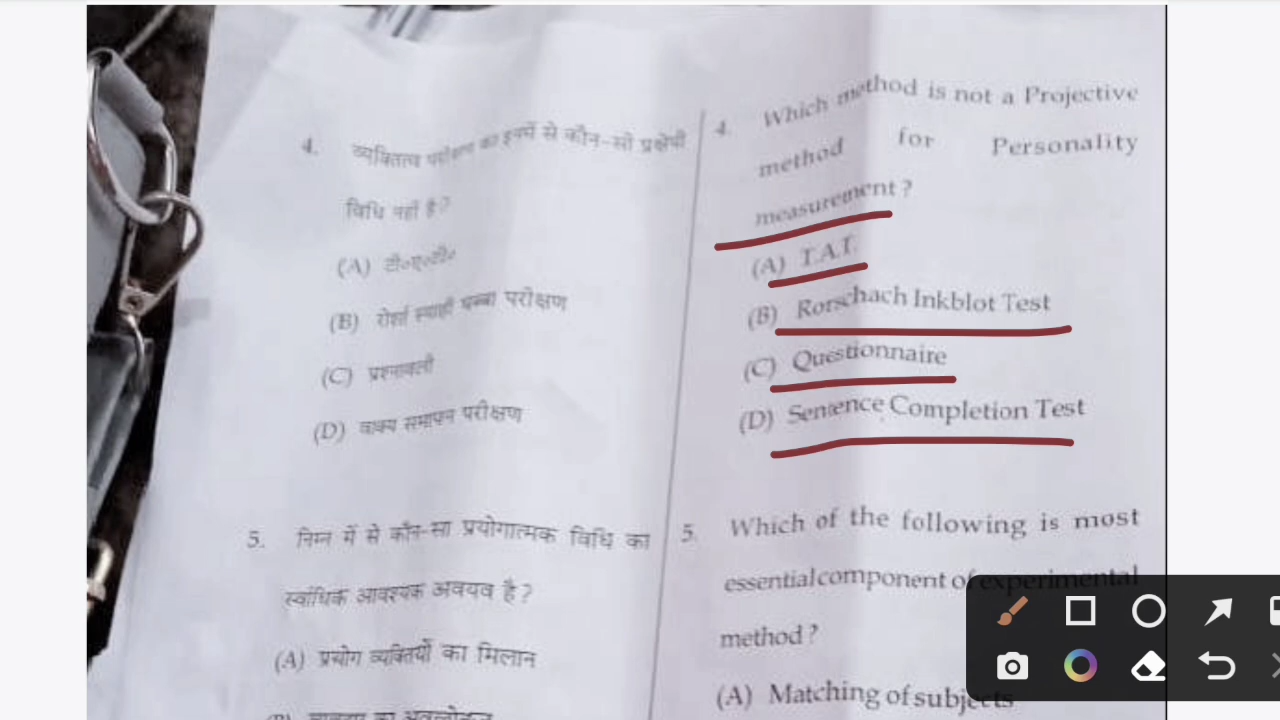 4. व्यक्तित्व परीक्षण का इनमें से कौन-सी प्रक्षेपी
विधि नहीं है?
(A) टी०ए०टी०
(B) रोर्शा स्याही धब्बा परीक्षण
(C) प्रश्नावली
(D) वाक्य समापन परीक्षण
5. निम्न में से कौन-सा प्रयोगात्मक विधि का
र्स्वाधिक आवश्यक अवयव है?
(A) प्रयोग व्यक्तियों का मिलान
4. Which method is not a Projective
method for Personality
measurement?
(A) T.A.T.
(B) Rorschach Inkblot Test
(C) Questionnaire
(D) Sentence Completion Test
5. Which of the following is most
essential component of experimental
method?
(A) Matching of subjects